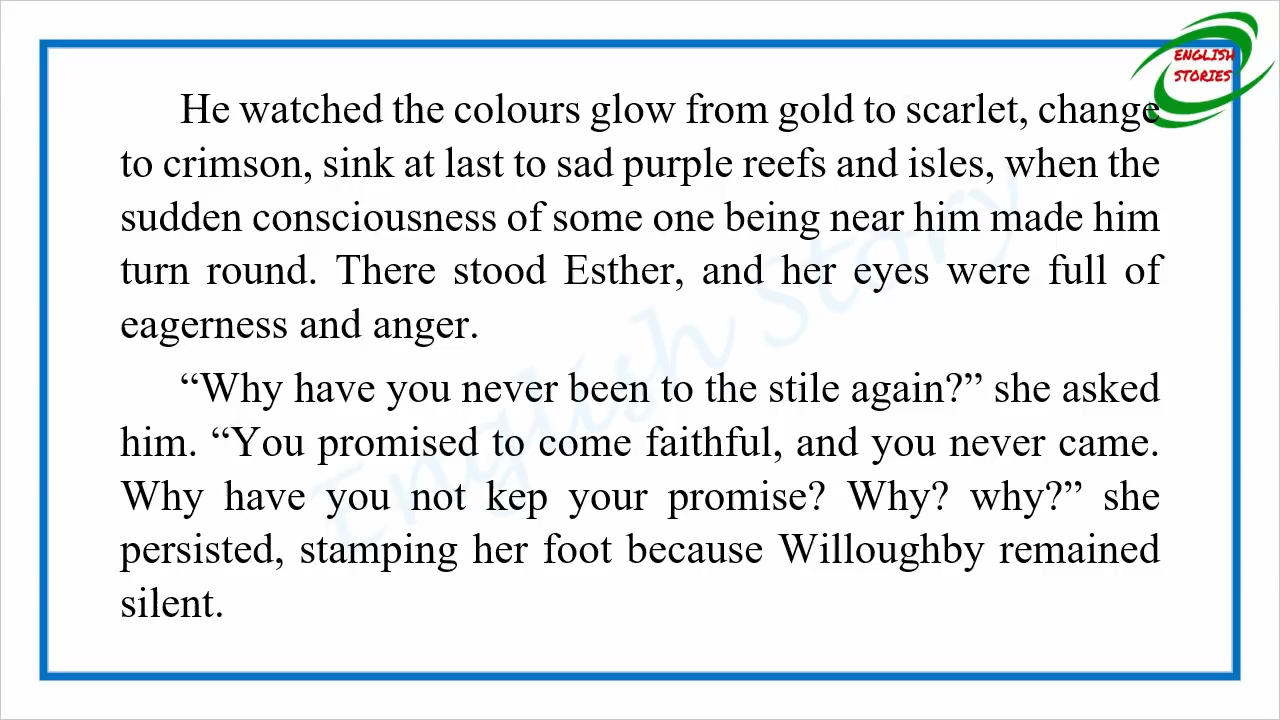 ENGLISH
STORIES
He watched the colours glow from gold to scarlet, change
to crimson, sink at last to sad purple reefs and isles, when the
sudden consciousness of some one being near him made him
turn round. There stood Esther, and her eyes were full of
eagerness and anger.
“Why have you never been to the stile again?” she asked
him. “You promised to come faithful, and you never came.
Why have you not kep your promise? Why? why?” she
persisted, stamping her foot because Willoughby remained
silent.
English Story